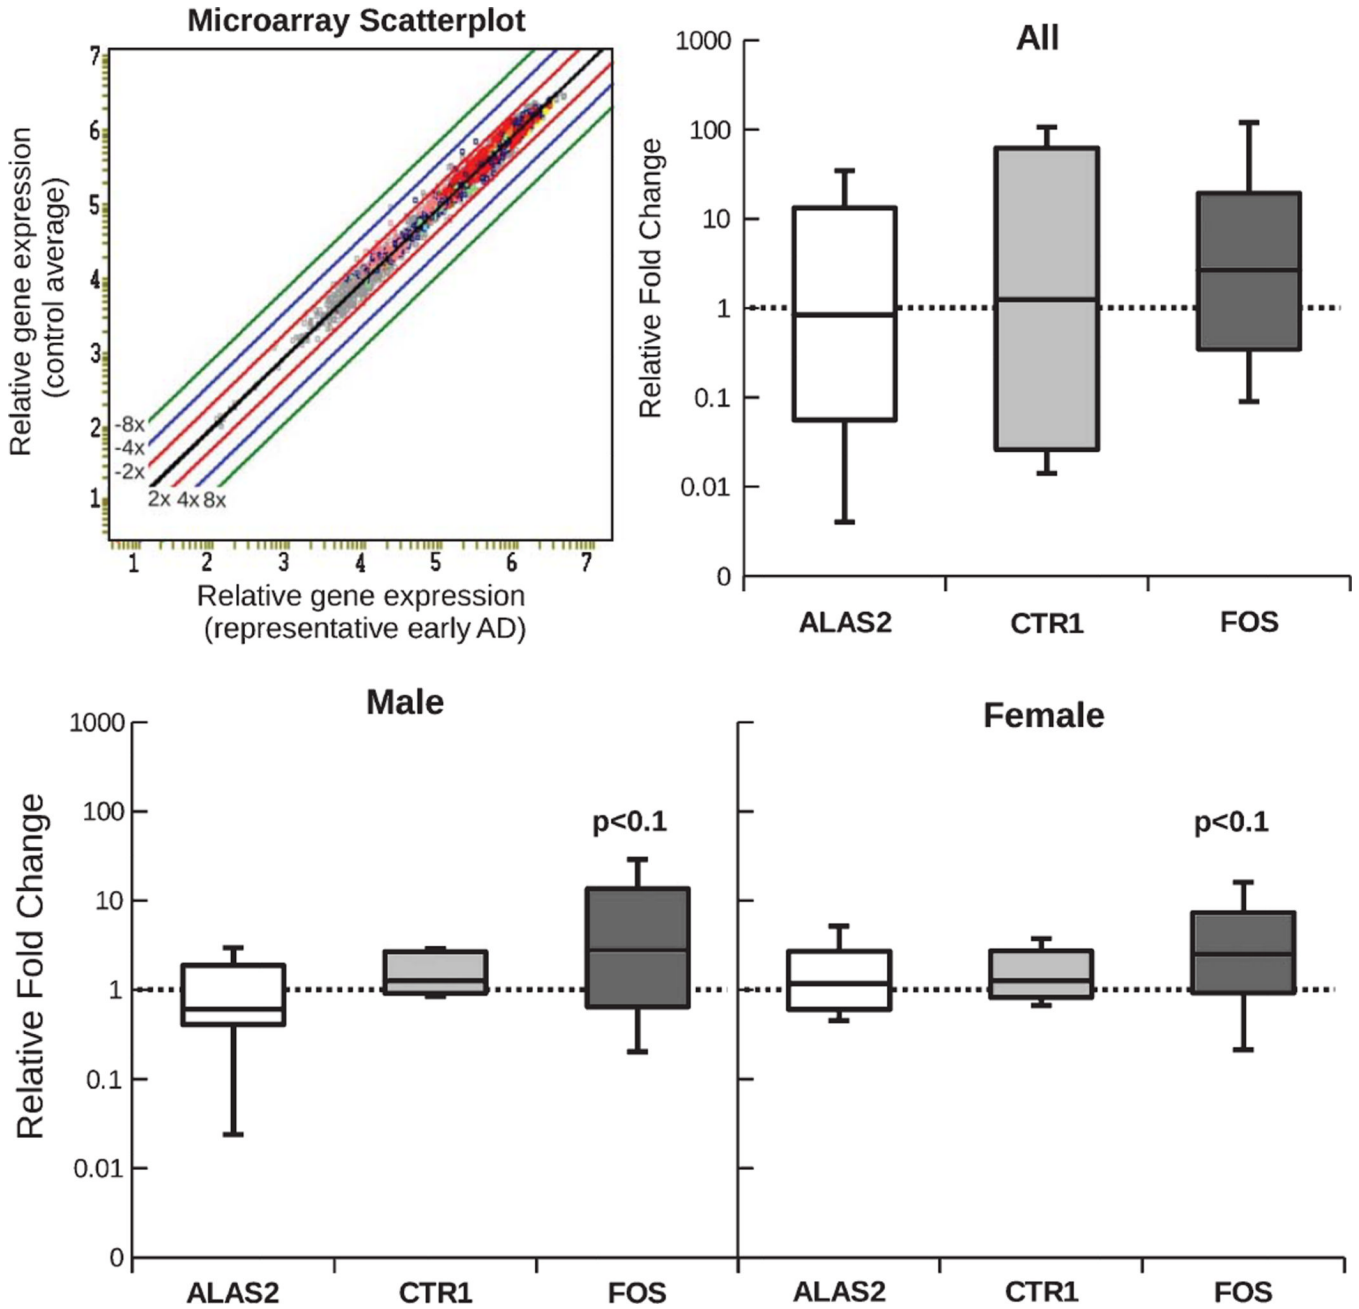 Microarray Scatterplot
Relative gene expression
(control average)
7
6
5
4
3
2
1
-8x
-4x
-2x
2x 4x 8x
1 2 3 4 5 6 7
Relative gene expression
(representative early AD)
All
Relative Fold Change
1000
100
10
1
0.1
0.01
0
ALAS2 CTR1 FOS
Male
Relative Fold Change
1000
100
10
1
0.1
0.01
0
p<0.1
ALAS2 CTR1 FOS
Female
p<0.1
ALAS2 CTR1 FOS